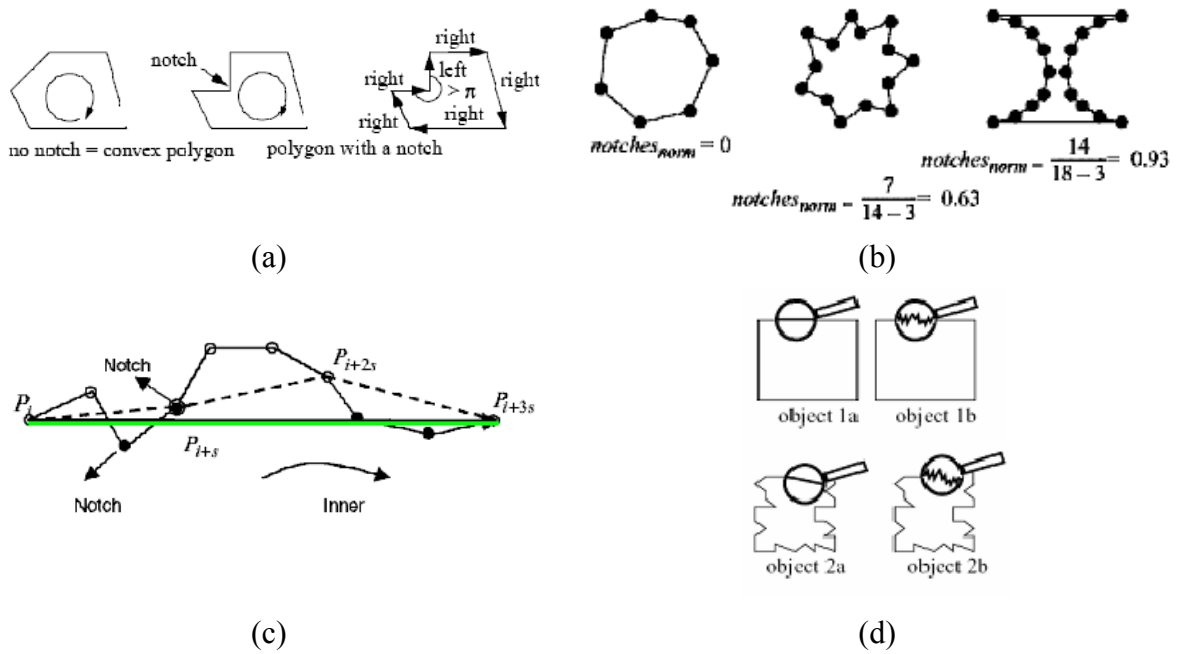 notch
right
left
> π
right
right
right
right
no notch = convex polygon
polygon with a notch
(a)
notches_norm = 0
notches_norm = 7 / (14 – 3) = 0.63
notches_norm = 14 / (18 – 3) = 0.93
(b)
P_i
Notch
P_{i+2s}
P_{i+3s}
P_{i+s}
Notch
Inner
(c)
object 1a
object 1b
object 2a
object 2b
(d)